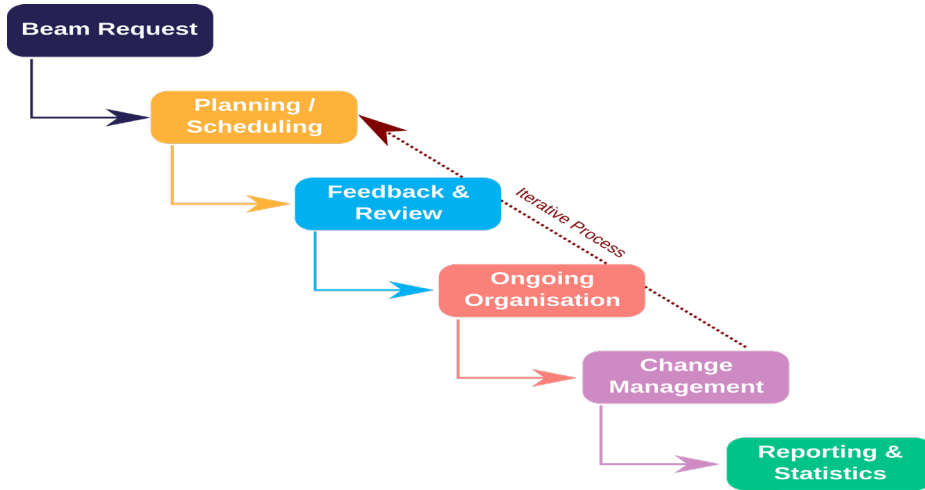 Beam Request
Planning /
Scheduling
Feedback &
Review
Iterative Process
Ongoing
Organisation
Change
Management
Reporting &
Statistics